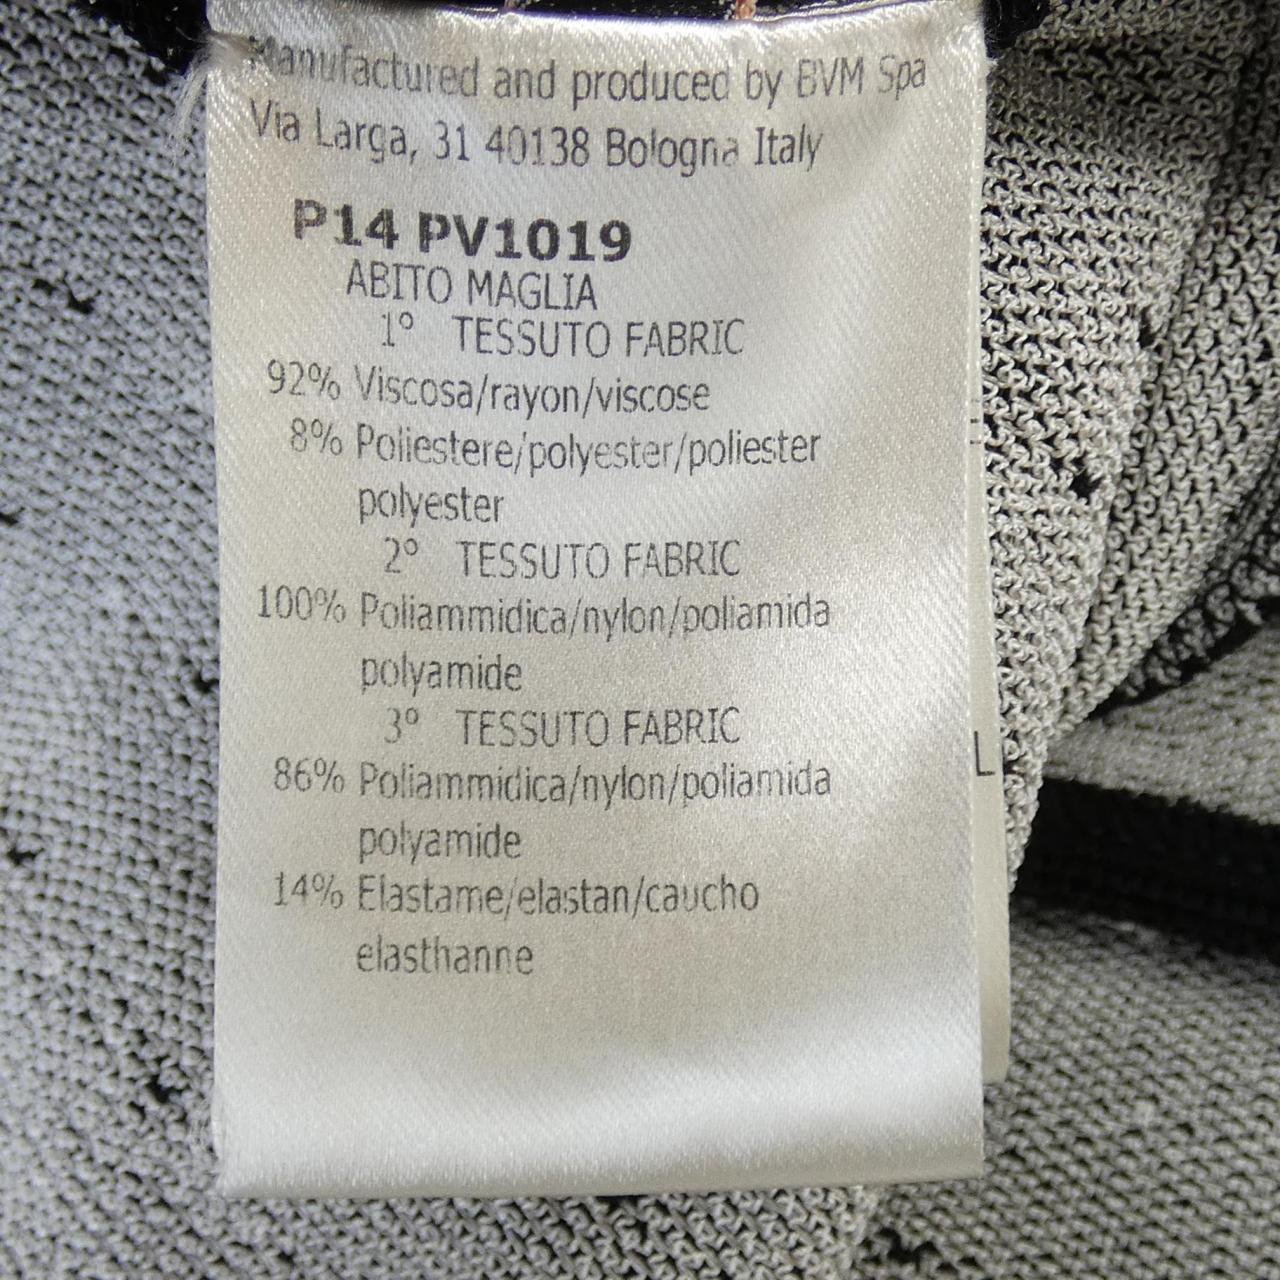 Manufactured and produced by BVM Spa
Via Larga, 31 40138 Bologna Italy
P14 PV1019
ABITO MAGLIA
1° TESSUTO FABRIC
92% Viscosa/rayon/viscose
8% Poliestere/polyester/poliester
polyester
2° TESSUTO FABRIC
100% Poliammidica/nylon/poliamida
polyamide
3° TESSUTO FABRIC
86% Poliammidica/nylon/poliamida
polyamide
14% Elastame/elastan/caucho
elasthanne
L